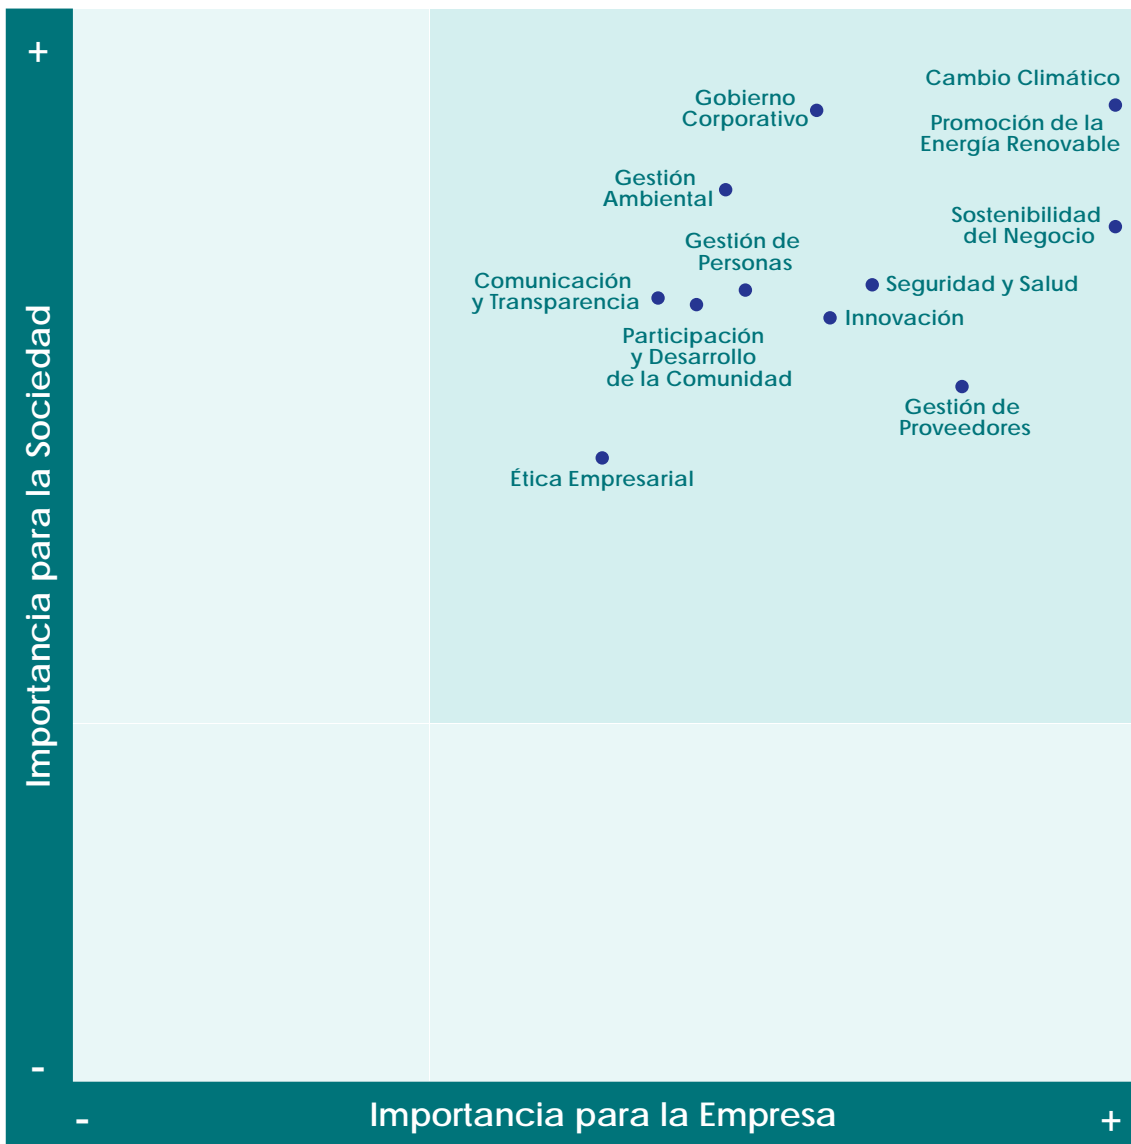 +
Importancia para la Sociedad
-
Cambio Climático
Gobierno
Corporativo
Promoción de la
Energía Renovable
Gestión
Ambiental
Sostenibilidad
del Negocio
Gestión de
Personas
Comunicación
y Transparencia
Seguridad y Salud
Innovación
Participación
y Desarrollo
de la Comunidad
Gestión de
Proveedores
Ética Empresarial
-
Importancia para la Empresa
+